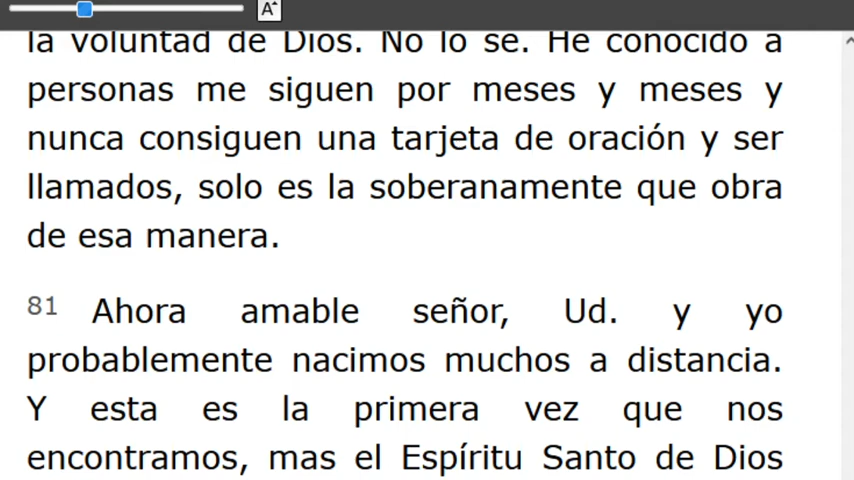 A
la voluntad de Dios. No lo sé. He conocido a
personas me siguen por meses y meses y
nunca consiguen una tarjeta de oración y ser
llamados, solo es la soberanamente que obra
de esa manera.
81 Ahora amable señor, Ud. y yo
probablemente nacimos muchos a distancia.
Y esta es la primera vez que nos
encontramos, mas el Espíritu Santo de Dios